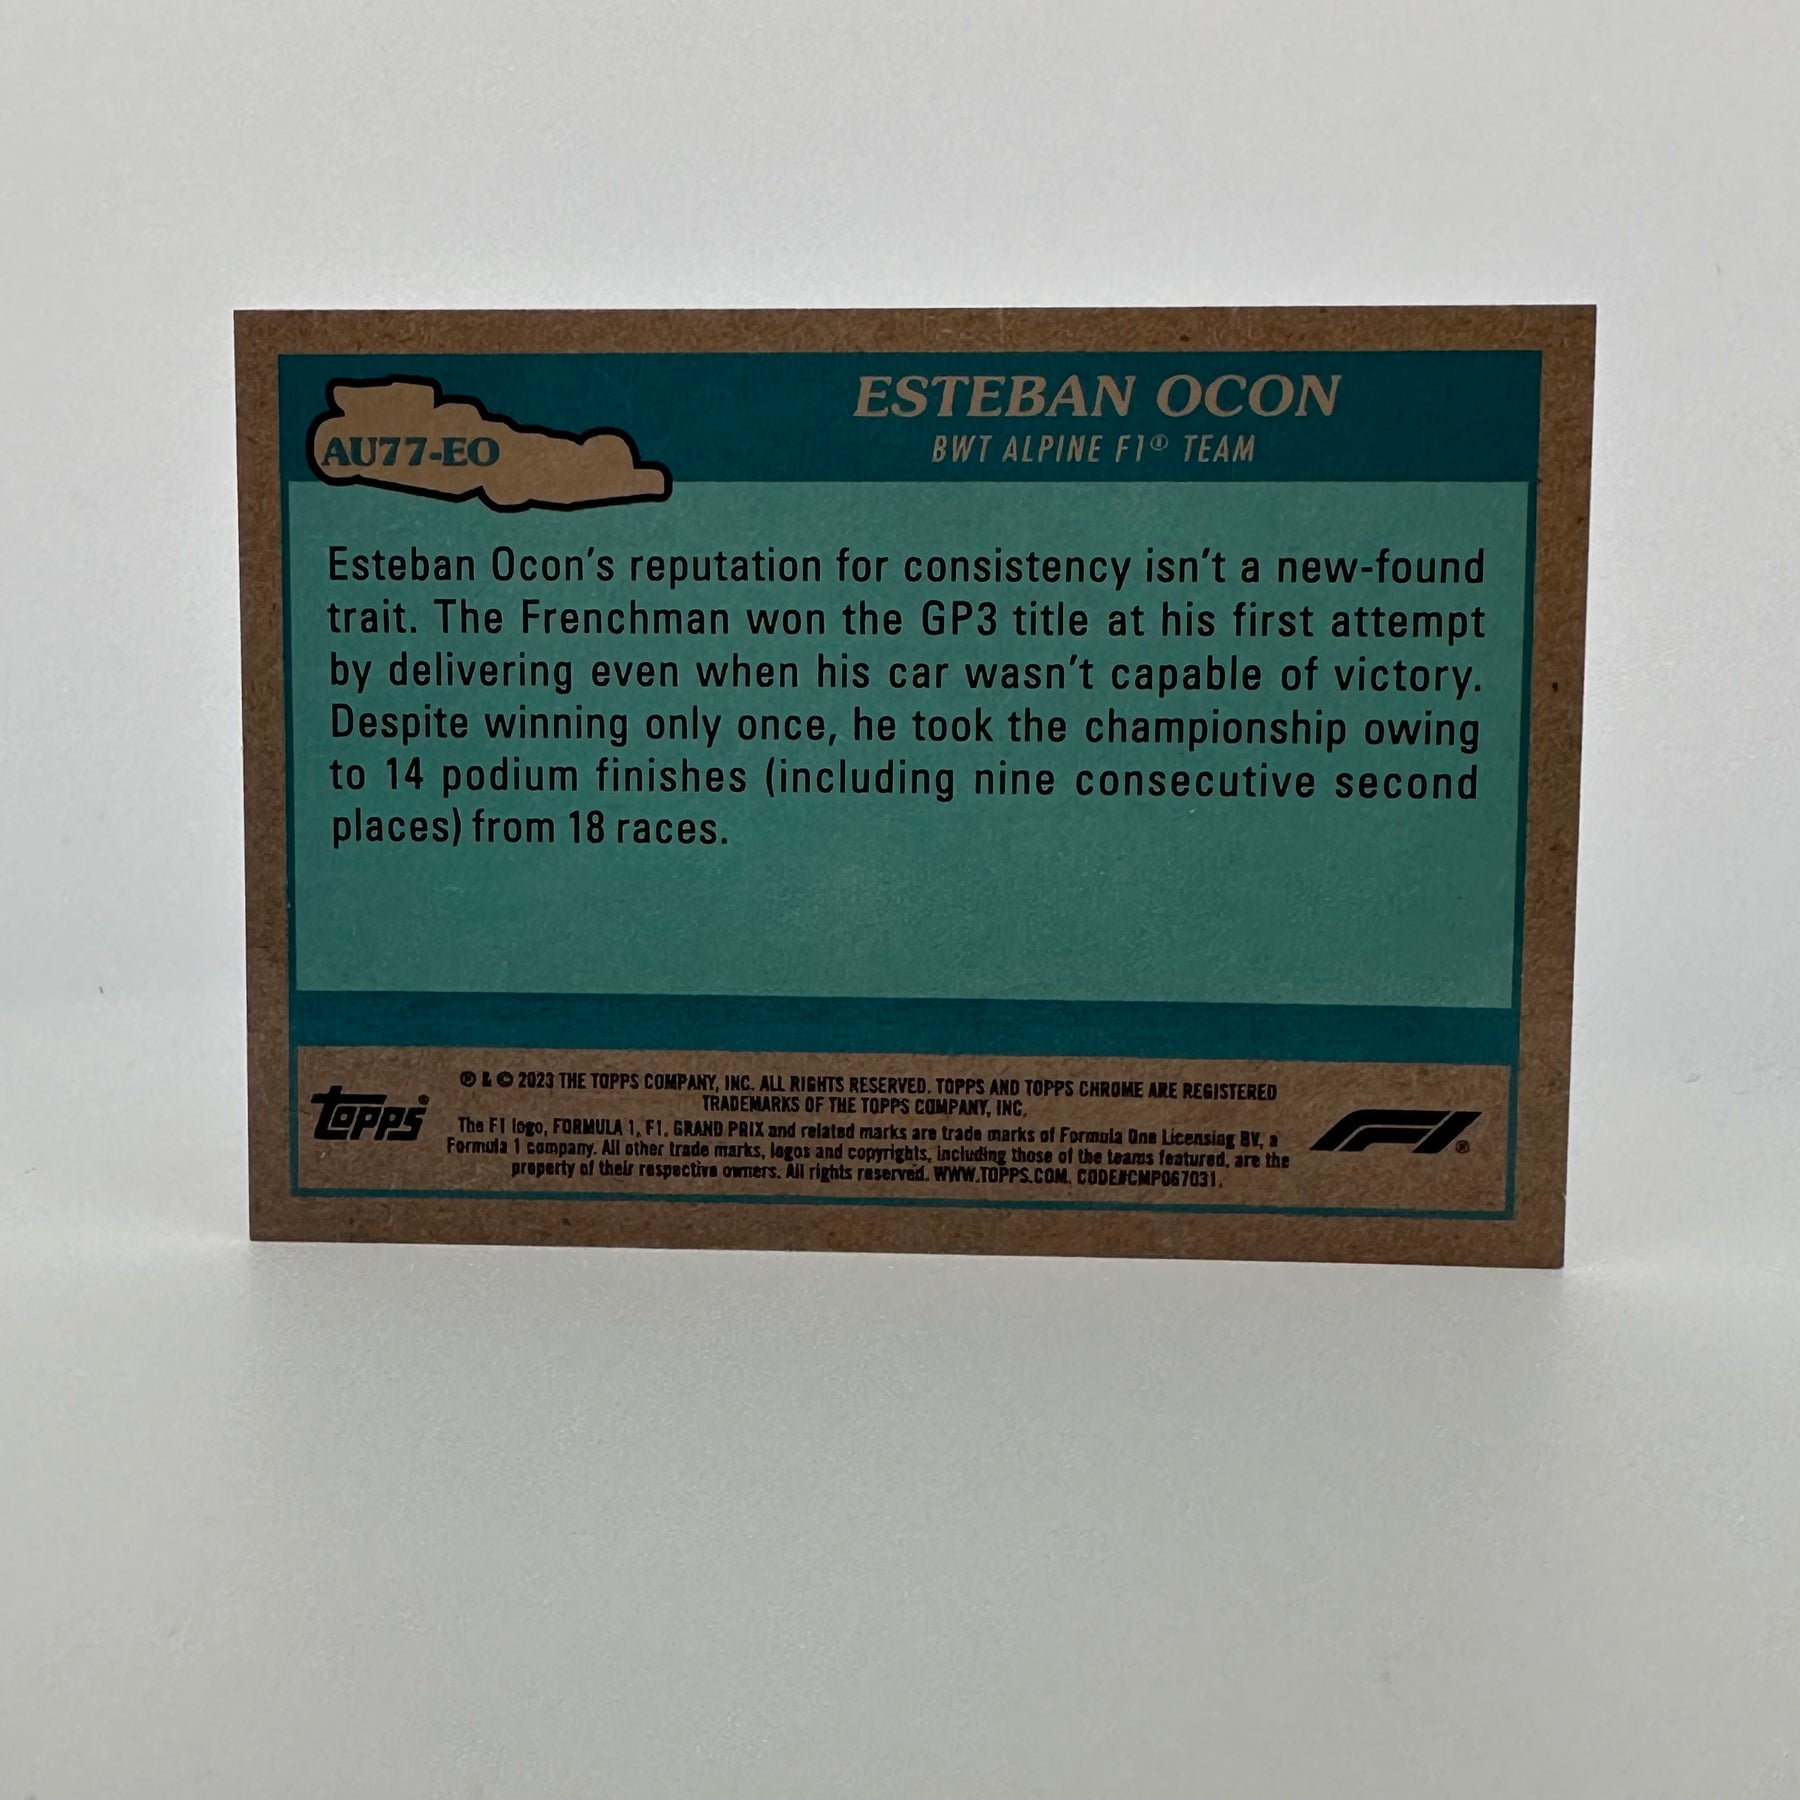 AU77-EO
ESTEBAN OCON
BWT ALPINE F1® TEAM
Esteban Ocon's reputation for consistency isn't a new-found
trait. The Frenchman won the GP3 title at his first attempt
by delivering even when his car wasn't capable of victory.
Despite winning only once, he took the championship owing
to 14 podium finishes (including nine consecutive second
places) from 18 races.
topps®
® & © 2023 THE TOPPS COMPANY, INC. ALL RIGHTS RESERVED. TOPPS AND TOPPS CHROME ARE REGISTERED
TRADEMARKS OF THE TOPPS COMPANY, INC.
The F1 logo, FORMULA 1, F1, GRAND PRIX and related marks are trade marks of Formula One Licensing BV, a
Formula 1 company. All other trade marks, logos and copyrights, including those of the teams featured, are the
property of their respective owners. All rights reserved. WWW.TOPPS.COM. CODE#CMP067031.
F1®